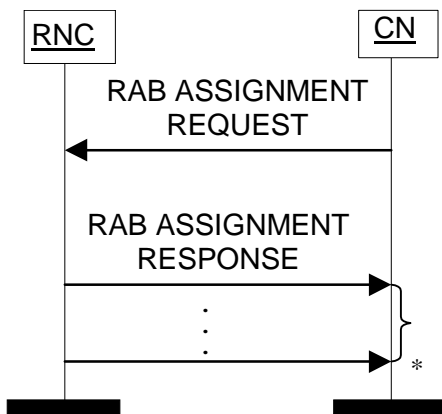 RNC
CN
RAB ASSIGNMENT
REQUEST
RAB ASSIGNMENT
RESPONSE
.
.
.
*